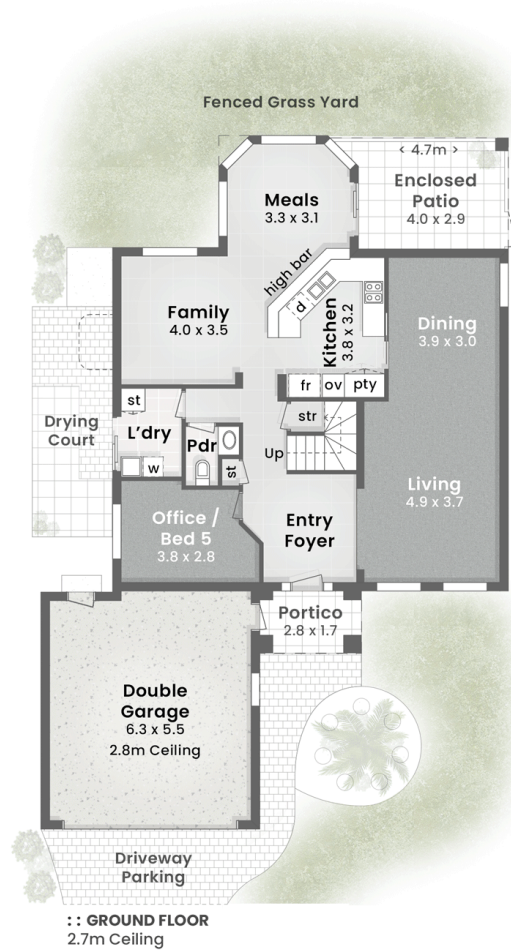 Fenced Grass Yard
< 4.7m >
Enclosed
Patio
4.0 x 2.9
Meals
3.3 x 3.1
high bar
d
Family
4.0 x 3.5
Kitchen
3.8 x 3.2
Dining
3.9 x 3.0
fr
ov
pty
st
str
Drying
Court
L'dry
Pdr
w
st
Up
Living
4.9 x 3.7
Office /
Bed 5
3.8 x 2.8
Entry
Foyer
Portico
2.8 x 1.7
Double
Garage
6.3 x 5.5
2.8m Ceiling
Driveway
Parking
:: GROUND FLOOR
2.7m Ceiling